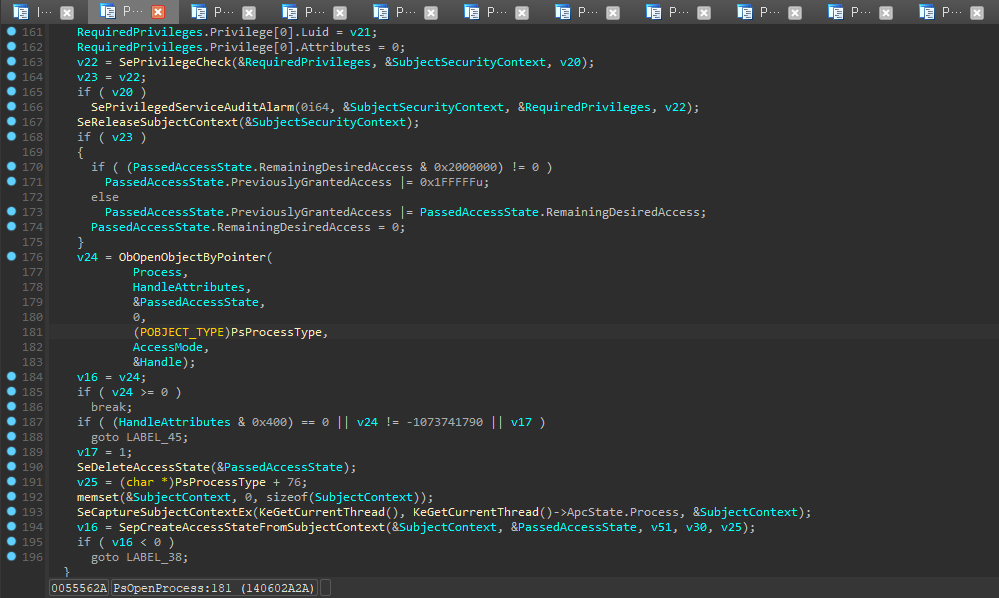 I···
P···
P···
P···
P···
P···
P···
P···
P···
P···
P···
161 RequiredPrivileges.Privilege[0].Luid = v21;
162 RequiredPrivileges.Privilege[0].Attributes = 0;
163 v22 = SePrivilegeCheck(&RequiredPrivileges, &SubjectSecurityContext, v20);
164 v23 = v22;
165 if ( v20 )
166 SePrivilegedServiceAuditAlarm(0i64, &SubjectSecurityContext, &RequiredPrivileges, v22);
167 SeReleaseSubjectContext(&SubjectSecurityContext);
168 if ( v23 )
169 {
170 if ( (PassedAccessState.RemainingDesiredAccess & 0x2000000) != 0 )
171 PassedAccessState.PreviouslyGrantedAccess |= 0x1FFFFFu;
172 else
173 PassedAccessState.PreviouslyGrantedAccess |= PassedAccessState.RemainingDesiredAccess;
174 PassedAccessState.RemainingDesiredAccess = 0;
175 }
176 v24 = ObOpenObjectByPointer(
177 Process,
178 HandleAttributes,
179 &PassedAccessState,
180 0,
181 (POBJECT_TYPE)PsProcessType,
182 AccessMode,
183 &Handle);
184 v16 = v24;
185 if ( v24 >= 0 )
186 break;
187 if ( (HandleAttributes & 0x400) == 0 || v24 != -1073741790 || v17 )
188 goto LABEL_45;
189 v17 = 1;
190 SeDeleteAccessState(&PassedAccessState);
191 v25 = (char *)PsProcessType + 76;
192 memset(&SubjectContext, 0, sizeof(SubjectContext));
193 SeCaptureSubjectContextEx(KeGetCurrentThread(), KeGetCurrentThread()->ApcState.Process, &SubjectContext);
194 v16 = SepCreateAccessStateFromSubjectContext(&SubjectContext, &PassedAccessState, v51, v30, v25);
195 if ( v16 < 0 )
196 goto LABEL_38;
}
0055562A PsOpenProcess:181 (140602A2A)